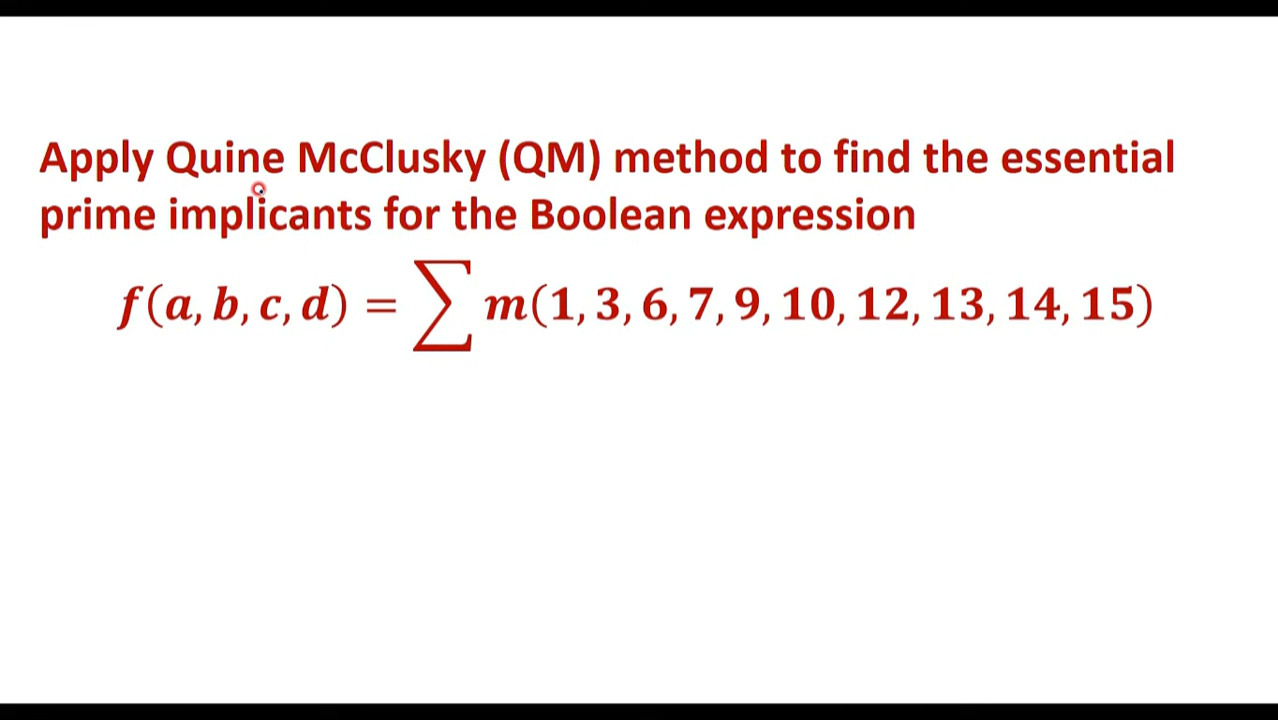 Apply Quine McClusky (QM) method to find the essential
prime implicants for the Boolean expression
f(a, b, c, d) = ∑ m(1, 3, 6, 7, 9, 10, 12, 13, 14, 15)